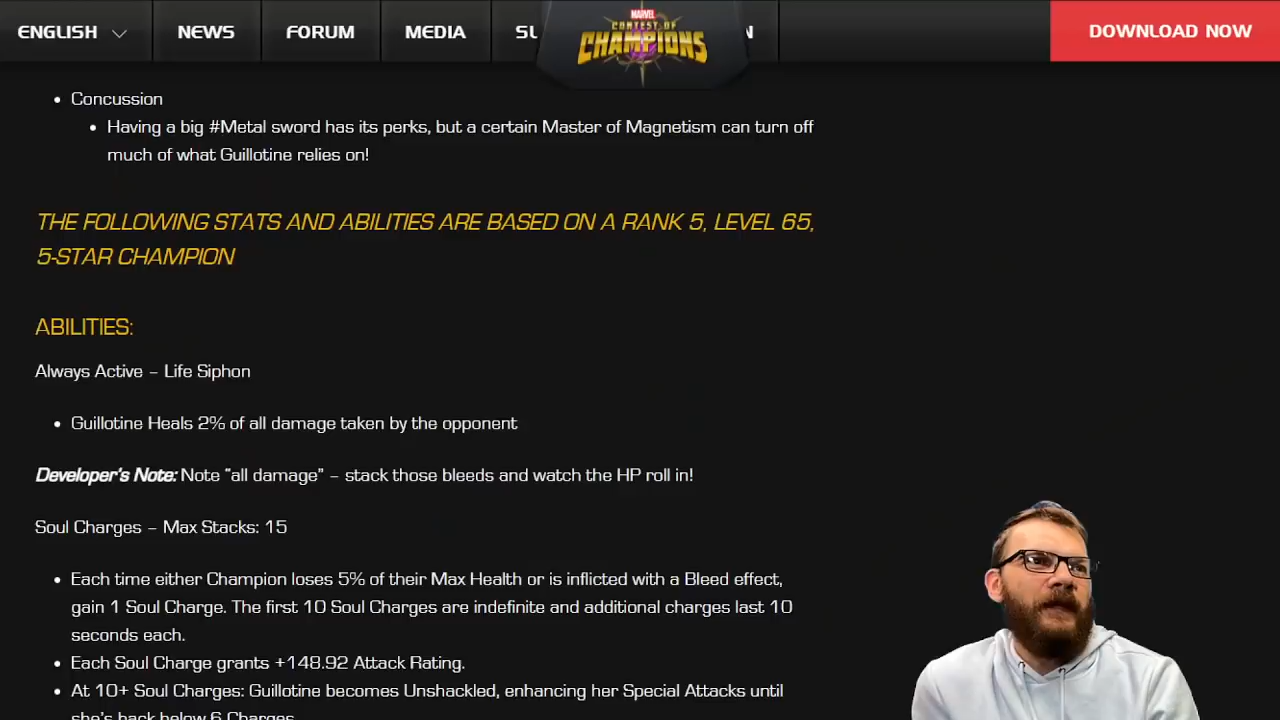 ENGLISH NEWS FORUM MEDIA MARVEL CONTEST OF CHAMPIONS DOWNLOAD NOW
• Concussion
• Having a big #Metal sword has its perks, but a certain Master of Magnetism can turn off
much of what Guillotine relies on!
THE FOLLOWING STATS AND ABILITIES ARE BASED ON A RANK 5, LEVEL 65,
5-STAR CHAMPION
ABILITIES:
Always Active – Life Siphon
• Guillotine Heals 2% of all damage taken by the opponent
Developer's Note: Note "all damage" – stack those bleeds and watch the HP roll in!
Soul Charges – Max Stacks: 15
• Each time either Champion loses 5% of their Max Health or is inflicted with a Bleed effect,
gain 1 Soul Charge. The first 10 Soul Charges are indefinite and additional charges last 10
seconds each.
• Each Soul Charge grants +148.92 Attack Rating.
• At 10+ Soul Charges: Guillotine becomes Unshackled, enhancing her Special Attacks until
she's back below 6 Charges